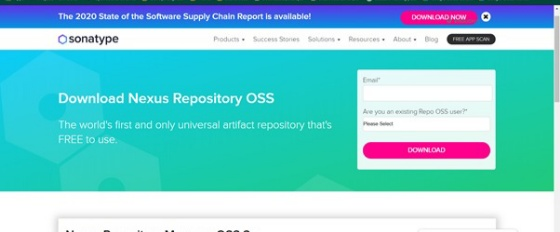 The 2020 State of the Software Supply Chain Report is available!
DOWNLOAD NOW
sonatype
Products
Success Stories
Solutions
Resources
About
Blog
FREE APP SCAN
Download Nexus Repository OSS
The world's first and only universal artifact repository that's
FREE to use.
Email*
Are you an existing Repo OSS user?*
Please Select
DOWNLOAD